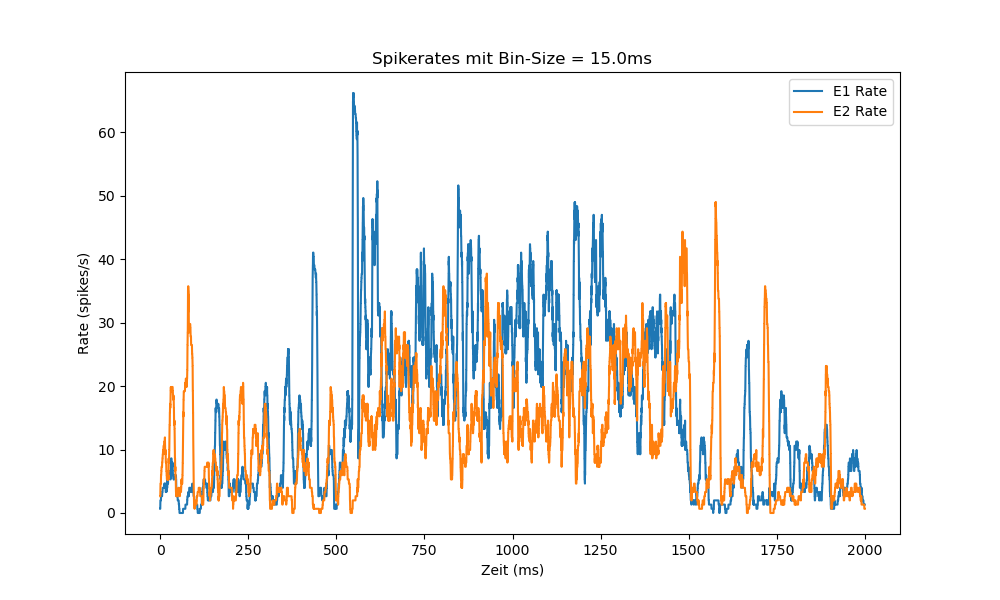 Spikerates mit Bin-Size = 15.0ms
E1 Rate
E2 Rate
Rate (spikes/s)
60
50
40
30
20
10
0
0 250 500 750 1000 1250 1500 1750 2000
Zeit (ms)